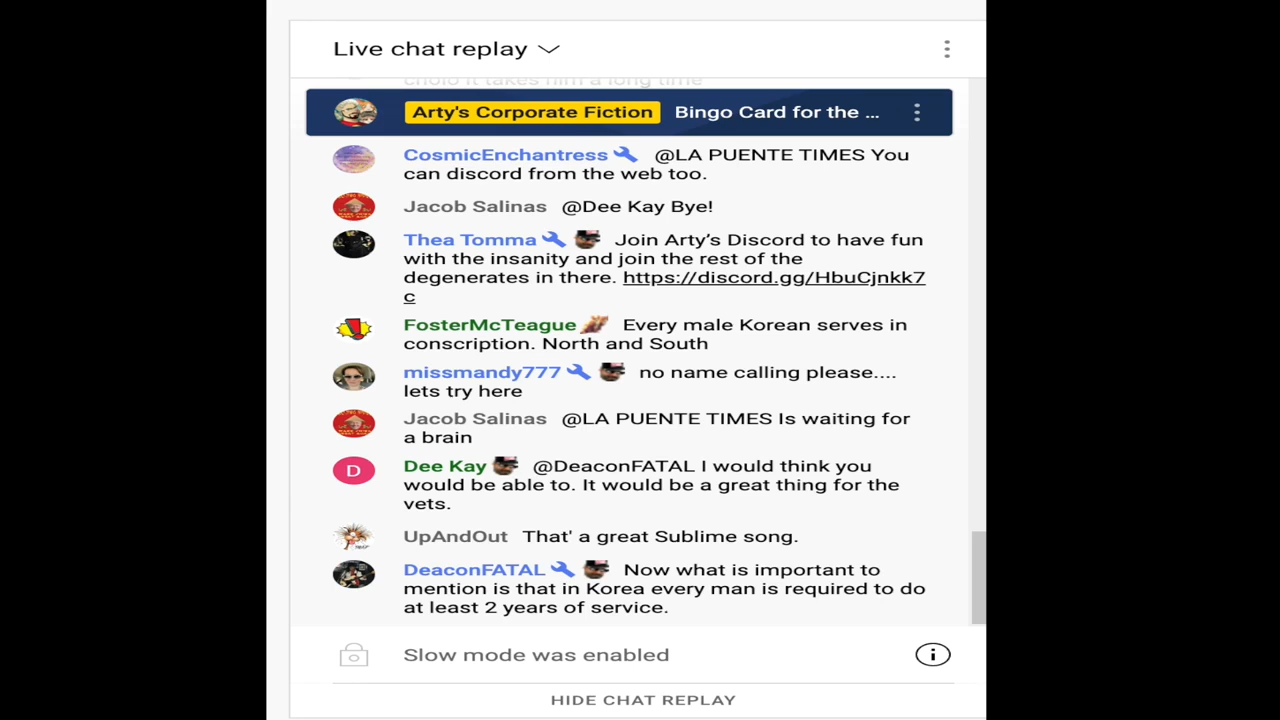 Live chat replay
cholo it takes him a long time
Arty's Corporate Fiction Bingo Card for the ...
CosmicEnchantress @LA PUENTE TIMES You
can discord from the web too.
Jacob Salinas @Dee Kay Bye!
Thea Tomma Join Arty’s Discord to have fun
with the insanity and join the rest of the
degenerates in there. https://discord.gg/HbuCjnkk7
c
FosterMcTeague Every male Korean serves in
conscription. North and South
missmandy777 no name calling please....
lets try here
Jacob Salinas @LA PUENTE TIMES Is waiting for
a brain
D
Dee Kay @DeaconFATAL I would think you
would be able to. It would be a great thing for the
vets.
UpAndOut That' a great Sublime song.
DeaconFATAL Now what is important to
mention is that in Korea every man is required to do
at least 2 years of service.
Slow mode was enabled
HIDE CHAT REPLAY